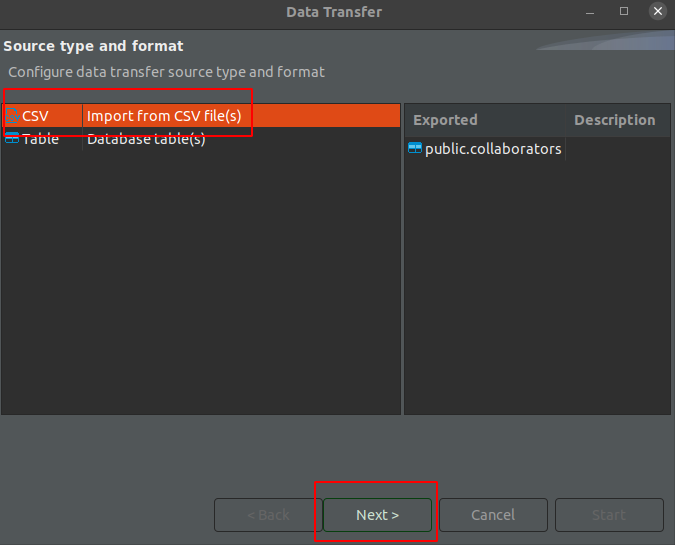 Data Transfer
Source type and format
Configure data transfer source type and format
CSV Import from CSV file(s)
Table Database table(s)
Exported Description
public.collaborators
< Back Next > Cancel Start